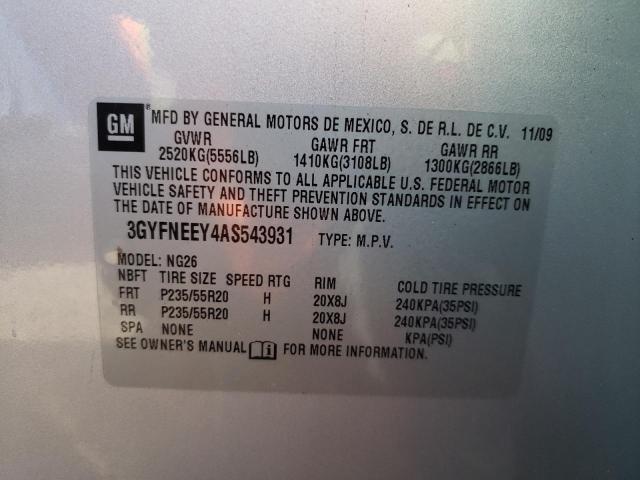 GM ® MFD BY GENERAL MOTORS DE MEXICO, S. DE R.L. DE C.V. 11/09
GVWR GAWR FRT GAWR RR
2520KG(5556LB) 1410KG(3108LB) 1300KG(2866LB)
THIS VEHICLE CONFORMS TO ALL APPLICABLE U.S. FEDERAL MOTOR
VEHICLE SAFETY AND THEFT PREVENTION STANDARDS IN EFFECT ON
THE DATE OF MANUFACTURE SHOWN ABOVE.
3GYFNEEY4AS543931 TYPE: M.P.V.
MODEL: NG26
NBFT TIRE SIZE SPEED RTG RIM COLD TIRE PRESSURE
FRT P235/55R20 H 20X8J 240KPA(35PSI)
RR P235/55R20 H 20X8J 240KPA(35PSI)
SPA NONE NONE KPA(PSI)
SEE OWNER'S MANUAL i FOR MORE INFORMATION.